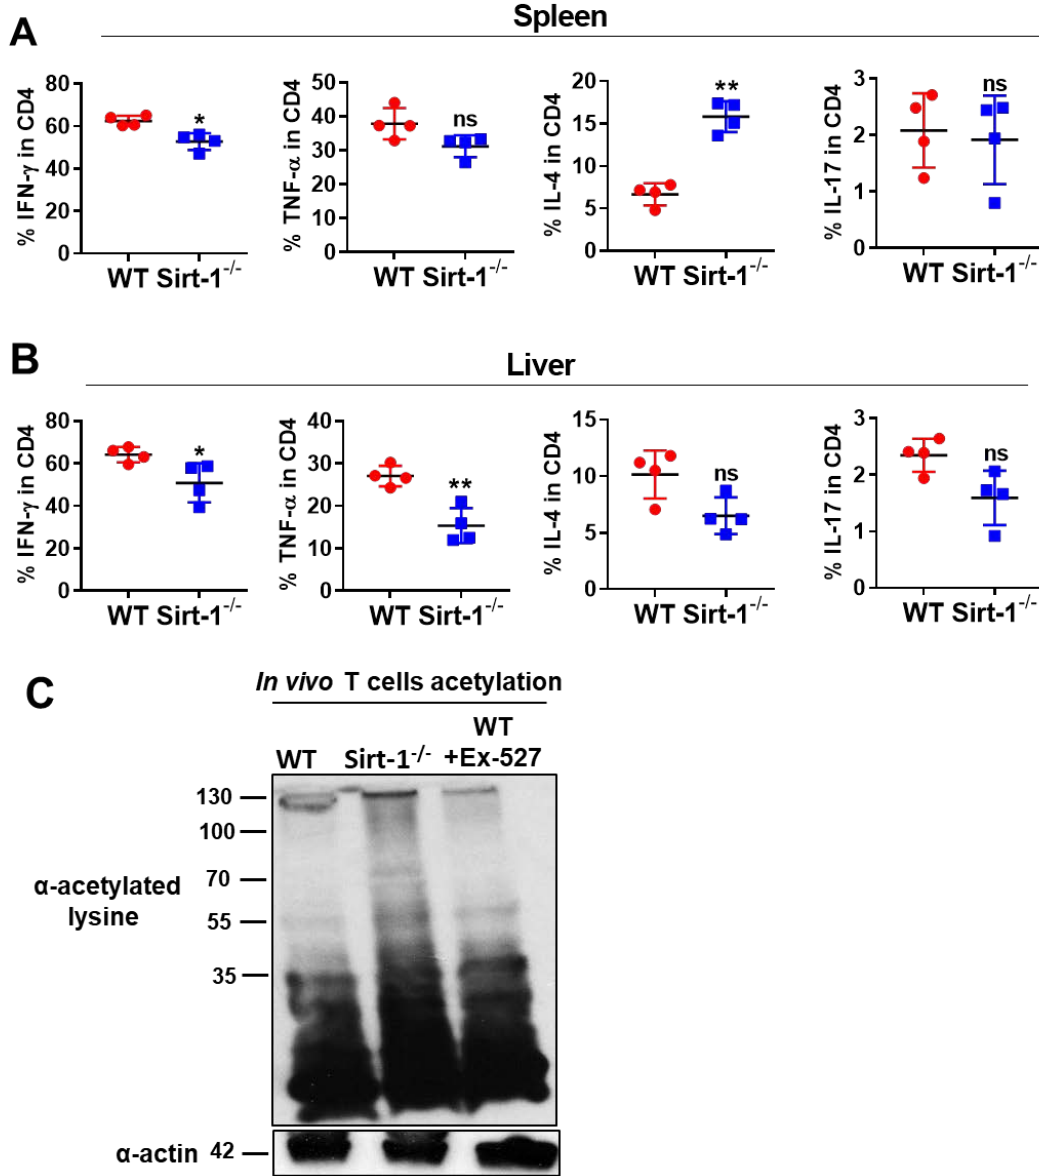 A
Spleen
% IFN-γ in CD4
80
60
40
20
0
*
WT Sirt-1-/-
% TNF-α in CD4
50
40
30
20
10
0
ns
WT Sirt-1-/-
% IL-4 in CD4
20
15
10
5
0
**
WT Sirt-1-/-
% IL-17 in CD4
3
2
1
0
ns
WT Sirt-1-/-
B
Liver
% IFN-γ in CD4
80
60
40
20
0
*
WT Sirt-1-/-
% TNF-α in CD4
40
30
20
10
0
**
WT Sirt-1-/-
% IL-4 in CD4
15
10
5
0
ns
WT Sirt-1-/-
% IL-17 in CD4
3
2
1
0
ns
WT Sirt-1-/-
C
In vivo T cells acetylation
WT
Sirt-1-/-
WT
+Ex-527
130
100
70
55
35
α-acetylated
lysine
α-actin 42